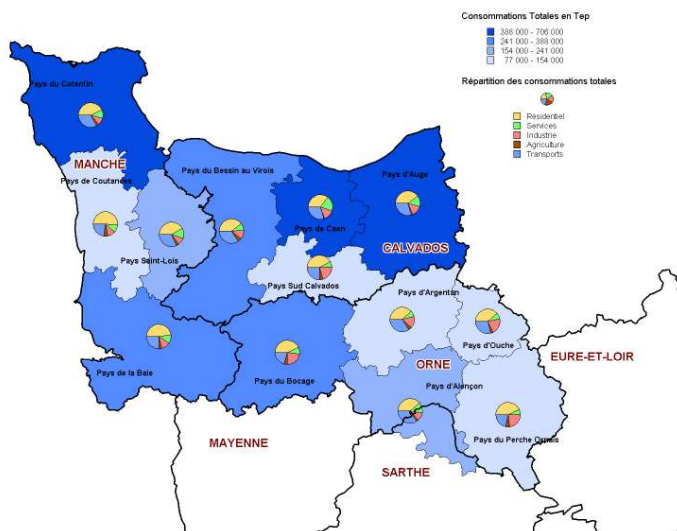 Consommations Totales en Tep
388 000 - 706 000
241 000 - 388 000
154 000 - 241 000
77 000 - 154 000
Répartition des consommations totales
Résidentiel
Services
Industrie
Agriculture
Transports
Pays du Cotentin
MANCHE
Pays de Coutances
Pays du Bessin au Virois
Pays d'Auge
Pays de Caen
CALVADOS
Pays Saint-Lois
Pays Sud Calvados
Pays d'Argentan
Pays d'Ouche
EURE-ET-LOIR
ORNE
Pays de la Baie
Pays du Bocage
Pays d'Alençon
MAYENNE
Pays du Perche Ornais
SARTHE